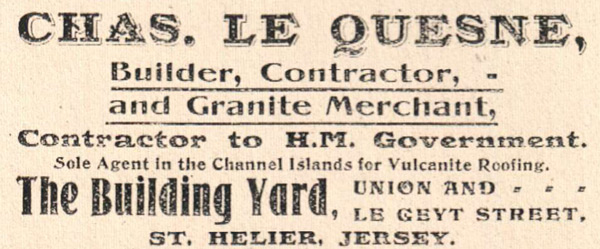 CHAS. LE QUESNE,
Builder, Contractor, -
and Granite Merchant,
Contractor to H.M. Government.
Sole Agent in the Channel Islands for Vulcanite Roofing.
The Building Yard, UNION AND - - -
LE GEYT STREET,
ST. HELIER, JERSEY.